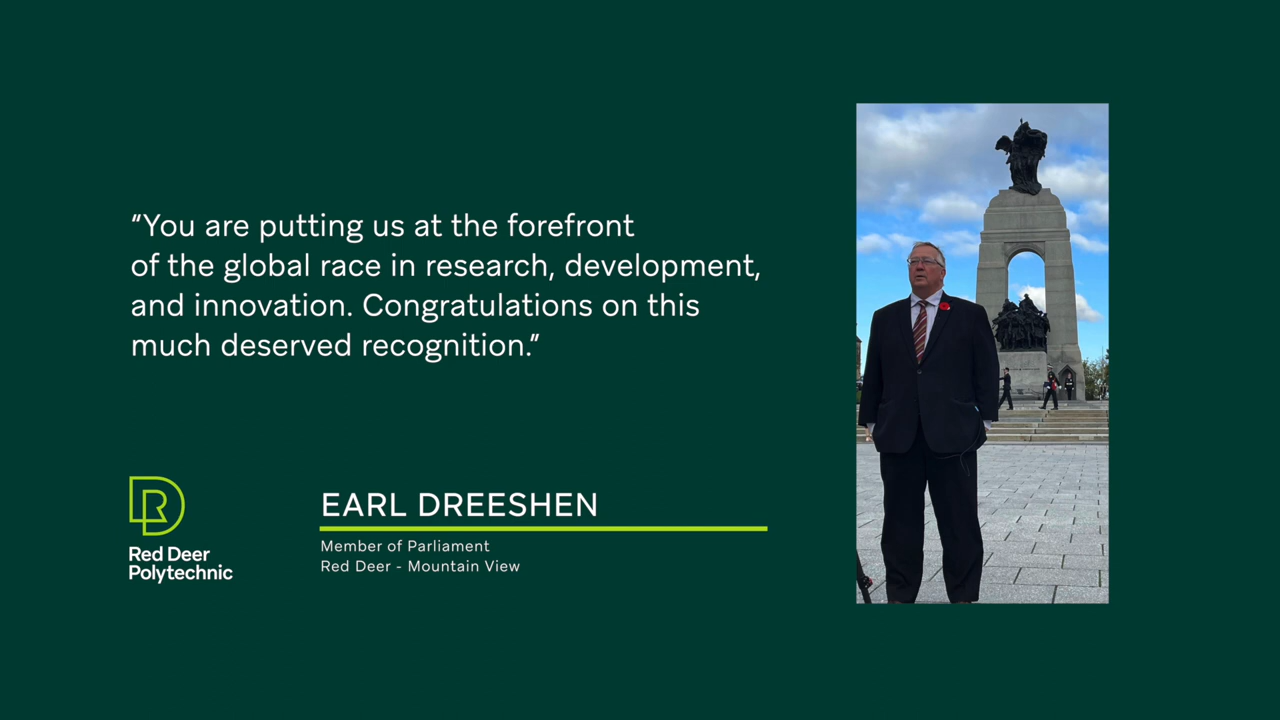 “You are putting us at the forefront
of the global race in research, development,
and innovation. Congratulations on this
much deserved recognition.”
Red Deer
Polytechnic
EARL DREESHEN
Member of Parliament
Red Deer - Mountain View